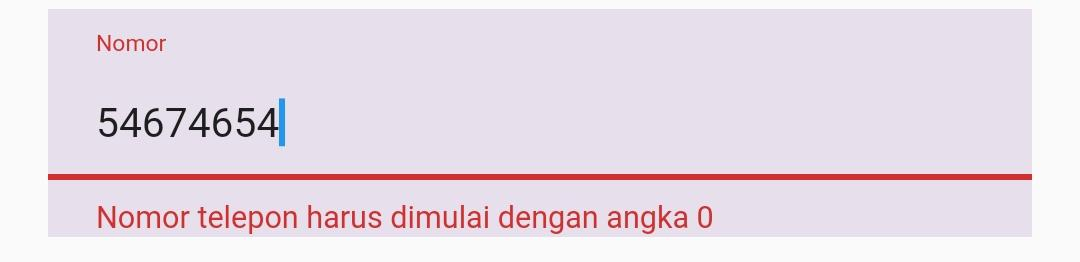 Nomor
54674654
Nomor telepon harus dimulai dengan angka 0